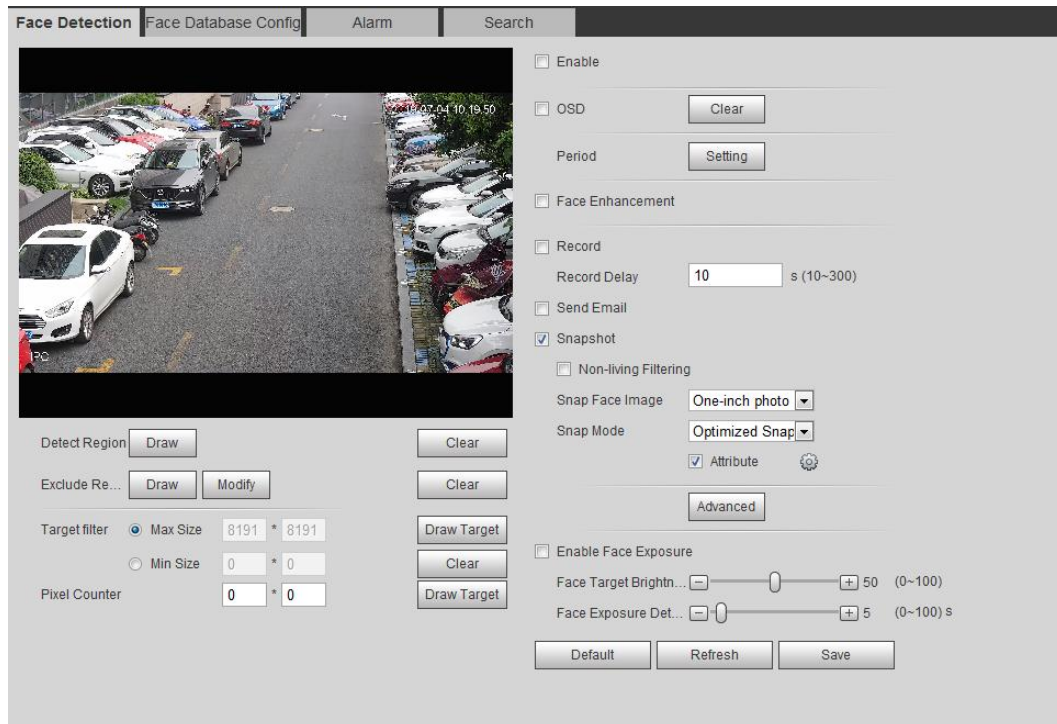 Face Detection Face Database Config Alarm Search
07-04 10:19:50
IPC
Detect Region Draw Clear
Exclude Re... Draw Modify Clear
Target filter Max Size 8191 * 8191 Draw Target
Min Size 0 * 0 Clear
Pixel Counter 0 * 0 Draw Target
Enable
OSD Clear
Period Setting
Face Enhancement
Record
Record Delay 10 s (10~300)
Send Email
Snapshot
Non-living Filtering
Snap Face Image One-inch photo
Snap Mode Optimized Snap
Attribute
Advanced
Enable Face Exposure
Face Target Brightn... 50 (0~100)
Face Exposure Det... 5 (0~100) s
Default Refresh Save